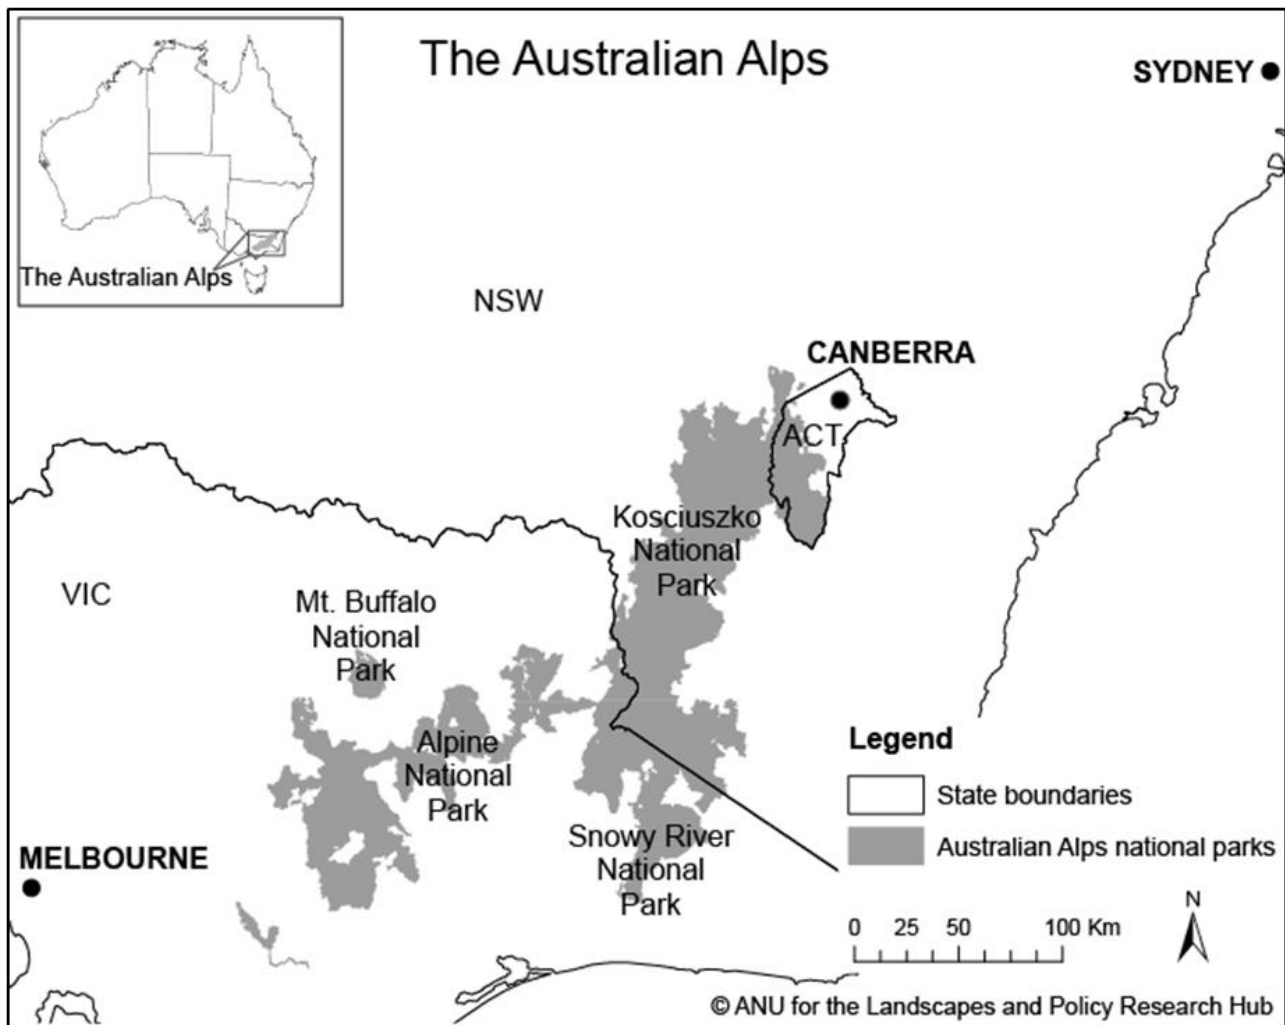 The Australian Alps
SYDNEY
The Australian Alps
NSW
CANBERRA
ACT
Kosciuszko
National
Park
VIC
Mt. Buffalo
National
Park
Alpine
National
Park
Snowy River
National
Park
MELBOURNE
Legend
State boundaries
Australian Alps national parks
N
0 25 50 100 Km
© ANU for the Landscapes and Policy Research Hub